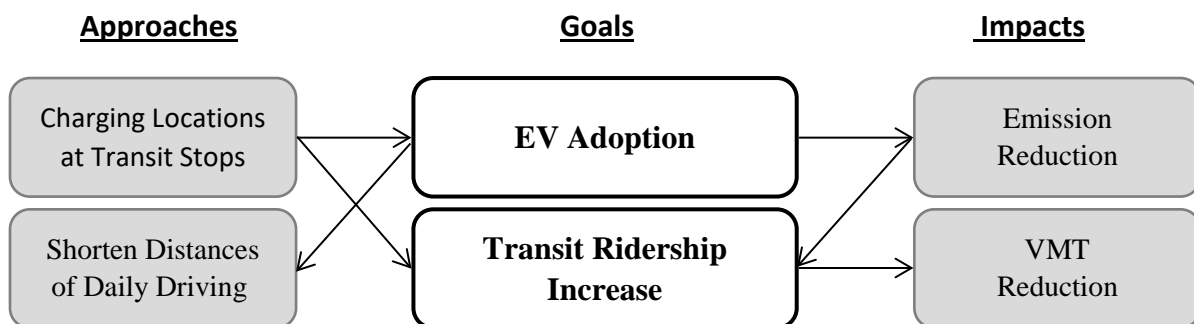 Approaches
Goals
Impacts
Charging Locations
at Transit Stops
EV Adoption
Emission
Reduction
Shorten Distances
of Daily Driving
Transit Ridership
Increase
VMT
Reduction